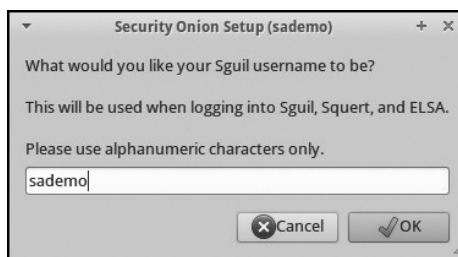 Security Onion Setup (sademo)
What would you like your Sguil username to be?
This will be used when logging into Sguil, Squert, and ELSA.
Please use alphanumeric characters only.
sademo
Cancel OK